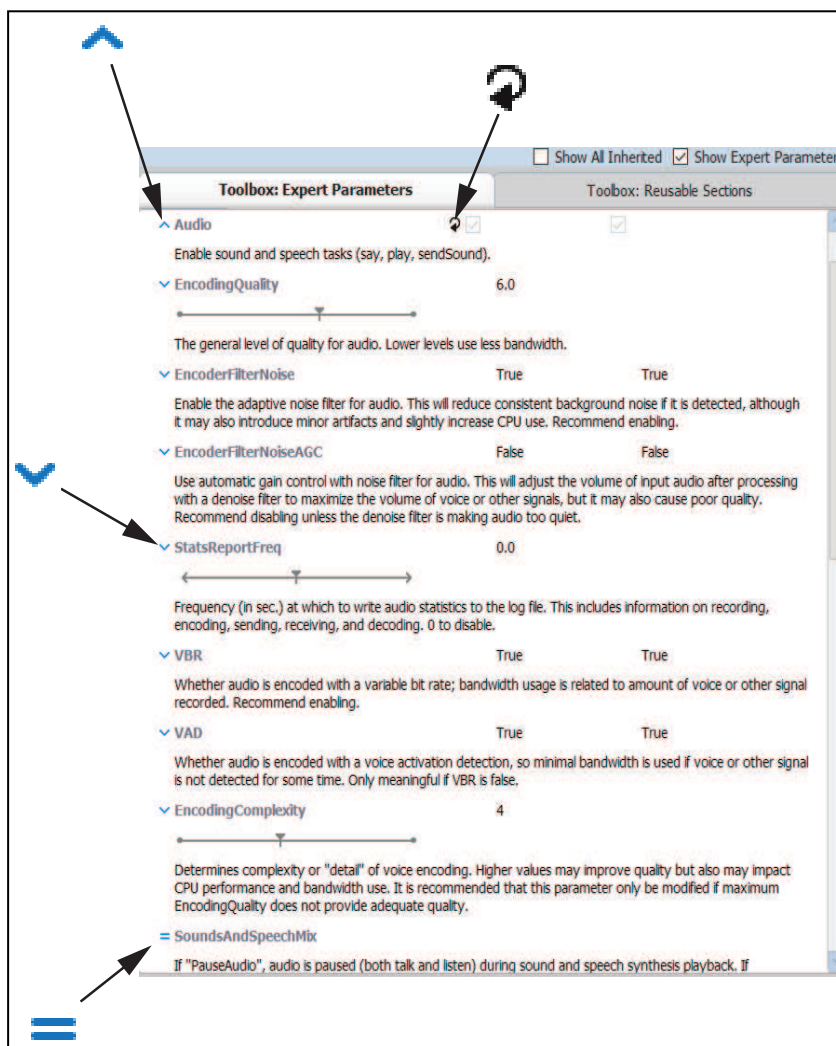 Show All Inherited Show Expert Parameter
Toolbox: Expert Parameters Toolbox: Reusable Sections
Audio
Enable sound and speech tasks (say, play, sendSound).
EncodingQuality 6.0
The general level of quality for audio. Lower levels use less bandwidth.
EncoderFilterNoise True True
Enable the adaptive noise filter for audio. This will reduce consistent background noise if it is detected, although
it may also introduce minor artifacts and slightly increase CPU use. Recommend enabling.
EncoderFilterNoiseAGC False False
Use automatic gain control with noise filter for audio. This will adjust the volume of input audio after processing
with a denoise filter to maximize the volume of voice or other signals, but it may also cause poor quality.
Recommend disabling unless the denoise filter is making audio too quiet.
StatsReportFreq 0.0
Frequency (in sec.) at which to write audio statistics to the log file. This includes information on recording,
encoding, sending, receiving, and decoding. 0 to disable.
VBR True True
Whether audio is encoded with a variable bit rate; bandwidth usage is related to amount of voice or other signal
recorded. Recommend enabling.
VAD True True
Whether audio is encoded with a voice activation detection, so minimal bandwidth is used if voice or other signal
is not detected for some time. Only meaningful if VBR is false.
EncodingComplexity 4
Determines complexity or "detail" of voice encoding. Higher values may improve quality but also may impact
CPU performance and bandwidth use. It is recommended that this parameter only be modified if maximum
EncodingQuality does not provide adequate quality.
= SoundsAndSpeechMix
If "PauseAudio", audio is paused (both talk and listen) during sound and speech synthesis playback. If